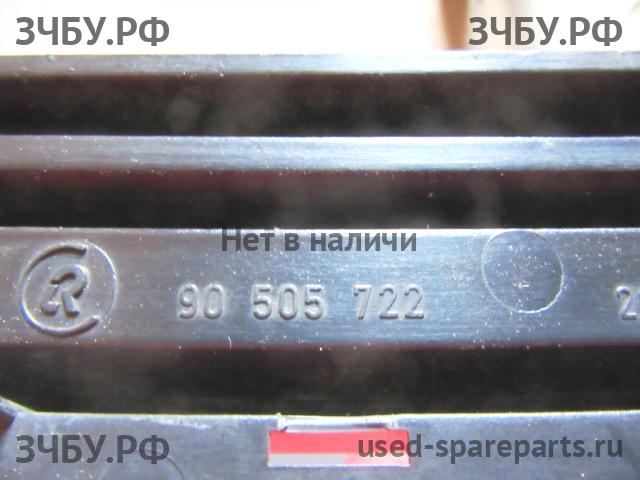 ЗЧБУ.РФ ЗЧБУ.РФ
Нет в наличи
R 90 505 722
ЗЧБУ.РФ used-spareparts.ru